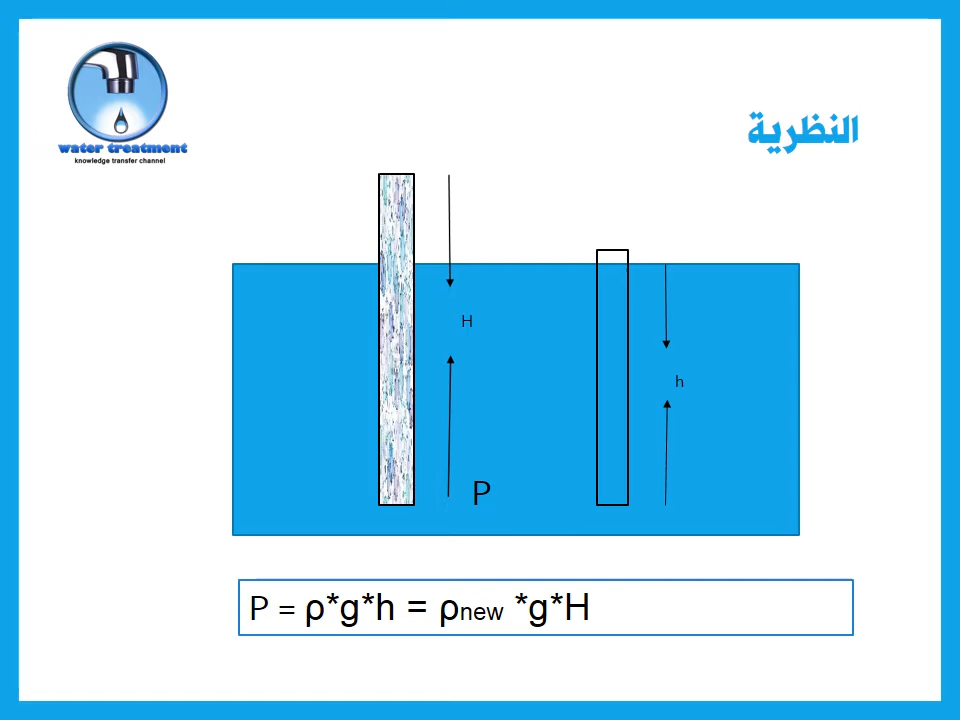 water treatment
knowledge transfer channel
النظرية
H
h
P
P = ρ*g*h = ρnew *g*H